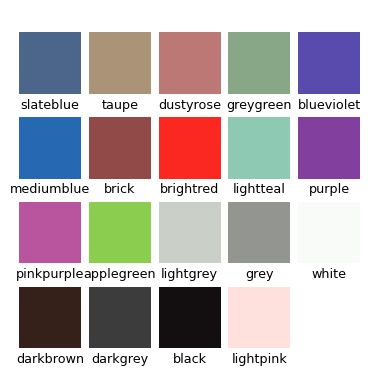 slateblue taupe dustyrose greygreen blueviolet
mediumblue brick brightred lightteal purple
pinkpurple applegreen lightgrey grey white
darkbrown darkgrey black lightpink